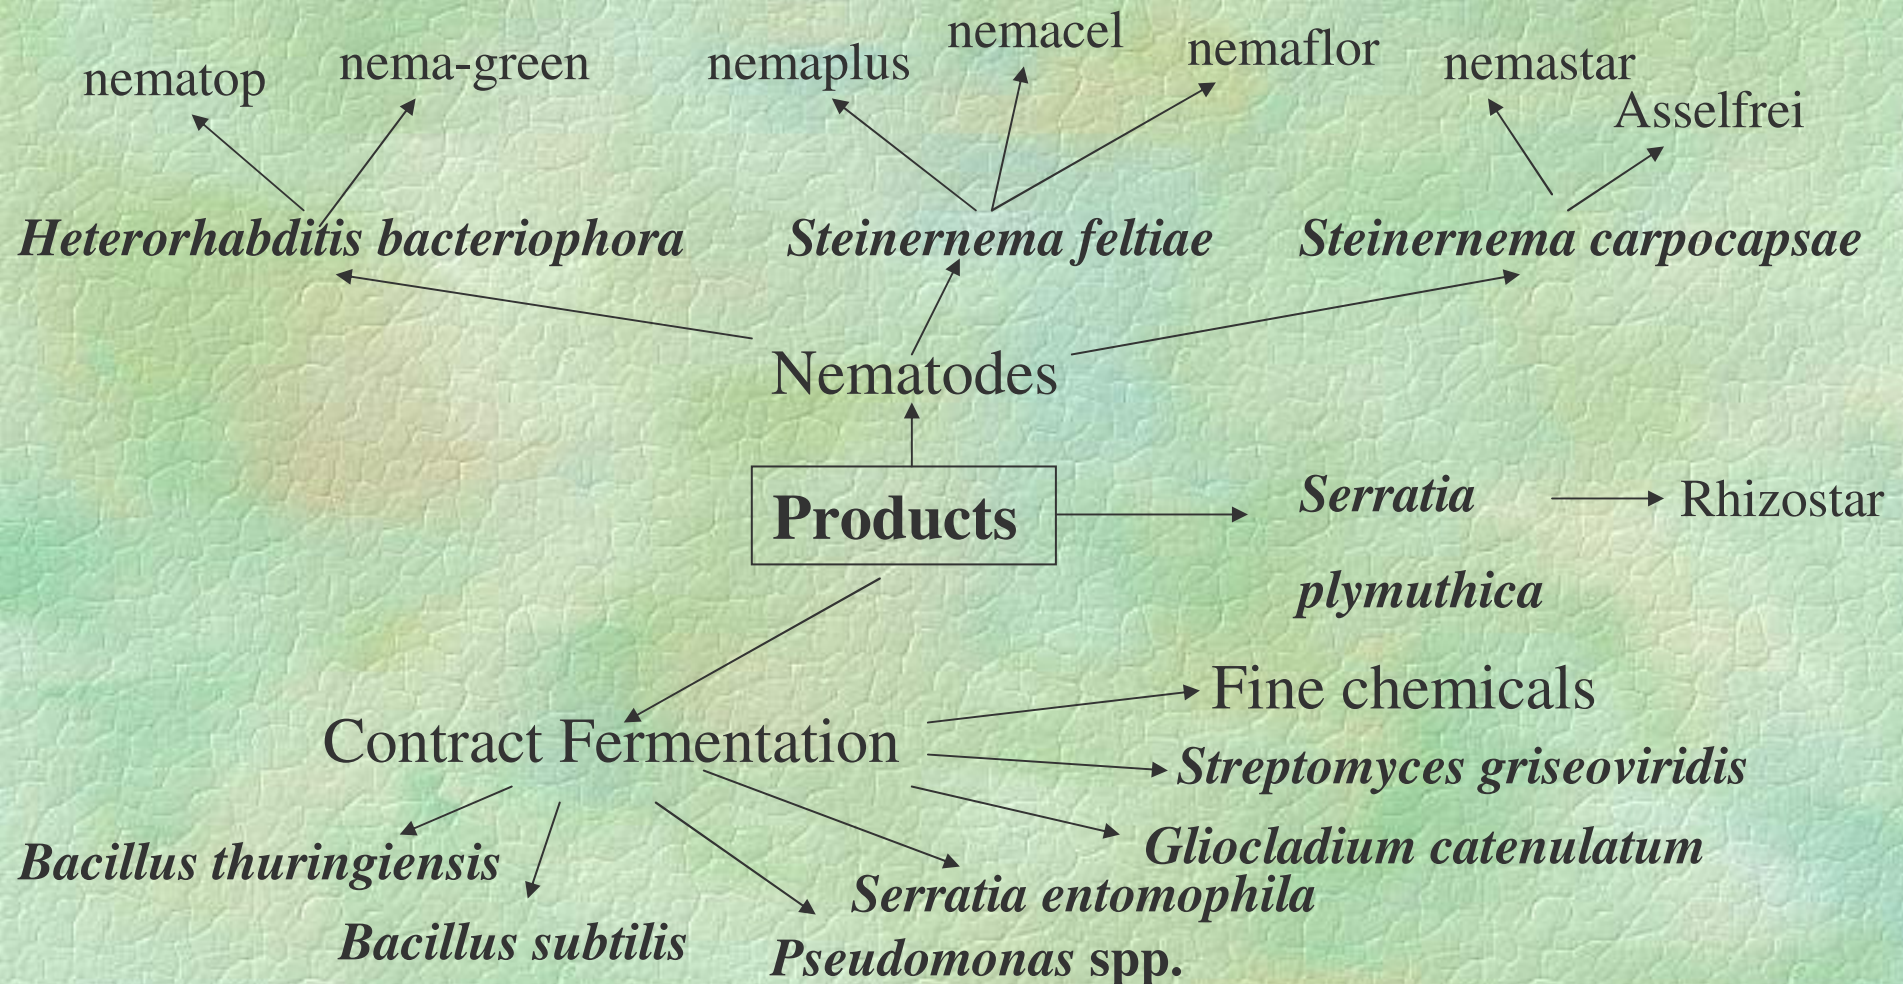 nemacel
nematop
nema-green
nemaplus
nemaflor
nemastar
Asselfrei
Heterorhabditis bacteriophora
Steinernema feltiae
Steinernema carpocapsae
Nematodes
Products
Serratia
plymuthica
Rhizostar
Contract Fermentation
Fine chemicals
Streptomyces griseoviridis
Gliocladium catenulatum
Serratia entomophila
Pseudomonas spp.
Bacillus subtilis
Bacillus thuringiensis